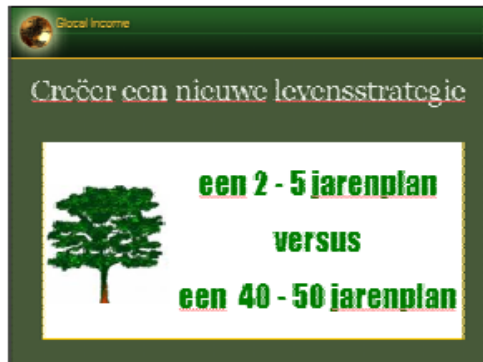 Glocal Income
Creëer een nieuwe levensstrategie
een 2 - 5 jarenplan
versus
een 40 - 50 jarenplan